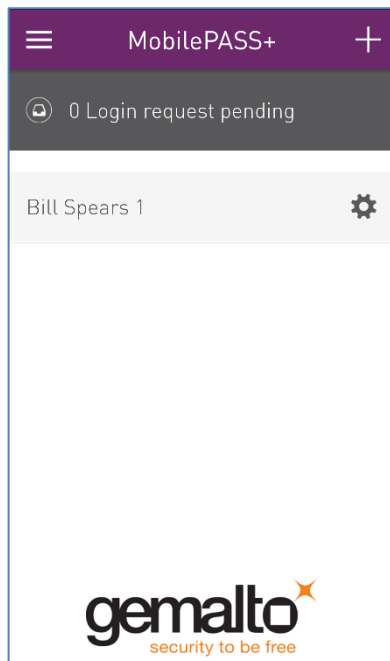 MobilePASS+
0 Login request pending
Bill Spears 1
gemalto
security to be free